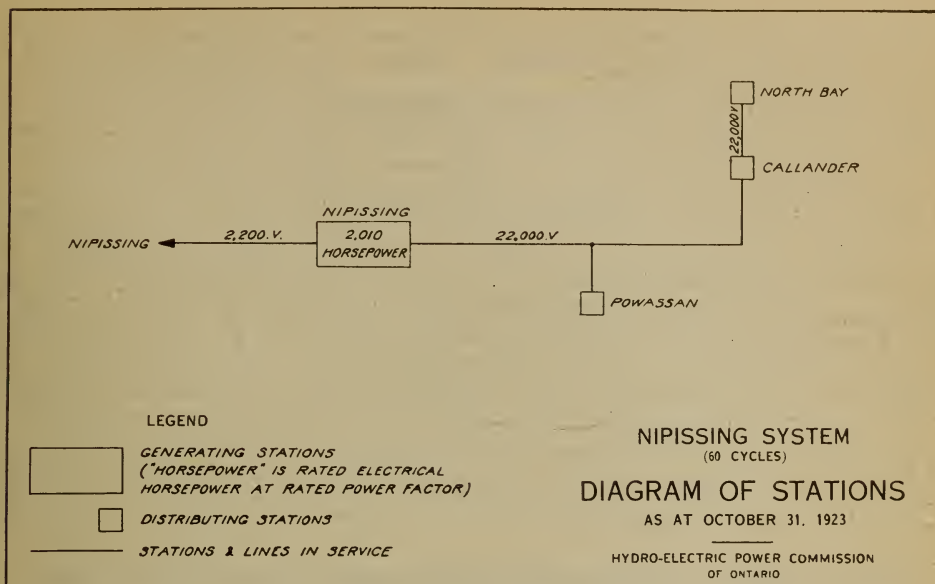 NORTH BAY
22,000V
CALLANDER
NIPISSING
NIPISSING
2,200.V.
2,010
HORSEPOWER
22,000.V
POWASSAN
LEGEND
GENERATING STATIONS
("HORSEPOWER" IS RATED ELECTRICAL
HORSEPOWER AT RATED POWER FACTOR)
DISTRIBUTING STATIONS
STATIONS & LINES IN SERVICE
NIPISSING SYSTEM
(60 CYCLES)
DIAGRAM OF STATIONS
AS AT OCTOBER 31, 1923
HYDRO-ELECTRIC POWER COMMISSION
OF ONTARIO